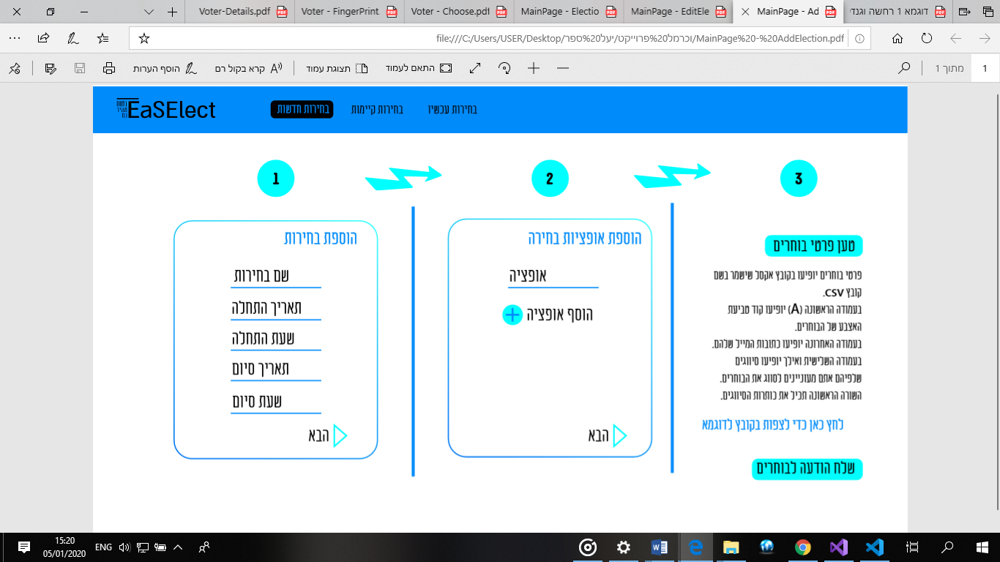 Voter-Details.pdf
Voter - FingerPrint
Voter - Choose.pdf
MainPage - Electio
MainPage - EditEle
MainPage - Ad
דוגמא 1 רחשה וגנדי
file:///C:/Users/USER/Desktop/וכרמל%20פרוייקט/יעל%20ספר/MainPage%20-%20AddElection.pdf
הוסף הערות
קרא בקול רם
תצוגת עמוד
התאם לעמוד
מתוך 1
1
EaSElect
בחירות חדשות
בחירות קיימות
בחירות עכשיו
1
2
3
הוספת בחירות
שם בחירות
תאריך התחלה
שעת התחלה
תאריך סיום
שעת סיום
הבא
הוספת אופציות בחירה
אופציה
הוסף אופציה
הבא
טען פרטי בוחרים
פרטי בוחרים יופיעו בקובץ אקסל שישמר בשם
קובץ CSV.
בעמודה הראשונה (A) יופיעו קוד טביעת
האצבע של הבוחרים.
בעמודה האחרונה יופיעו כתובות המייל שלהם.
בעמודה השלישית ואילך יופיעו סיווגים
שלפיהם אתם מעוניינים לסווג את הבוחרים.
השורה הראשונה תכיל את כותרות הסיווגים.
לחץ כאן כדי לצפות בקובץ לדוגמא
שלח הודעה לבוחרים
15:20
05/01/2020
ENG